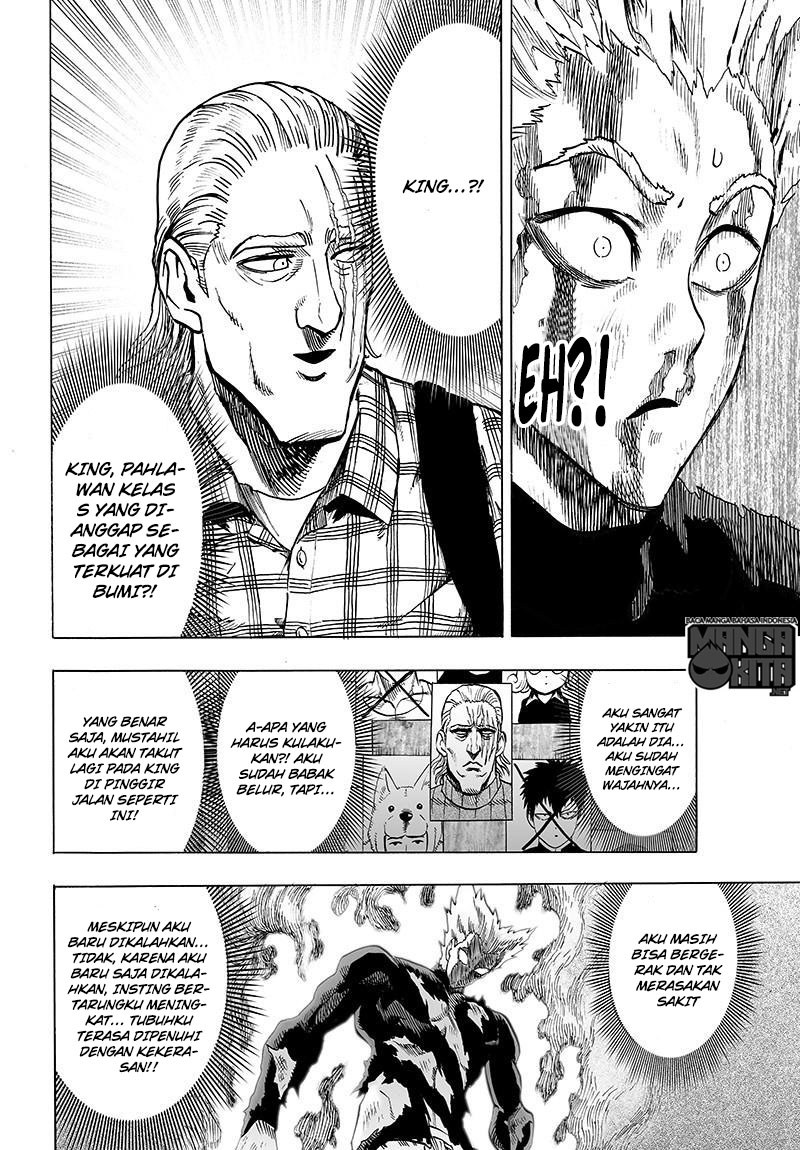 EH?!
KING...?!
KING, PAHLA-
WAN KELAS
S YANG DI-
ANGGAP SE-
BAGAI YANG
TERKUAT DI
BUMI?!
BACA MANGA BAHASA INDONESIA
MANGA
KITA
.NET
AKU SANGAT
YAKIN ITU
ADALAH DIA...
AKU SUDAH
MENGINGAT
WAJAHNYA...
A-APA YANG
HARUS KULAKU-
KAN?! AKU
SUDAH BABAK
BELUR, TAPI...
YANG BENAR
SAJA, MUSTAHIL
AKU AKAN TAKUT
LAGI PADA KING
DI PINGGIR
JALAN SEPERTI
INI!
AKU MASIH
BISA BERGE-
RAK DAN TAK
MERASAKAN
SAKIT
MESKIPUN AKU
BARU DIKALAHKAN...
TIDAK, KARENA AKU
BARU SAJA DIKALA-
HKAN, INSTING BER-
TARUNGKU MENING-
KAT... TUBUHKU
TERASA DIPENUHI
DENGAN KEKERA-
SAN!!